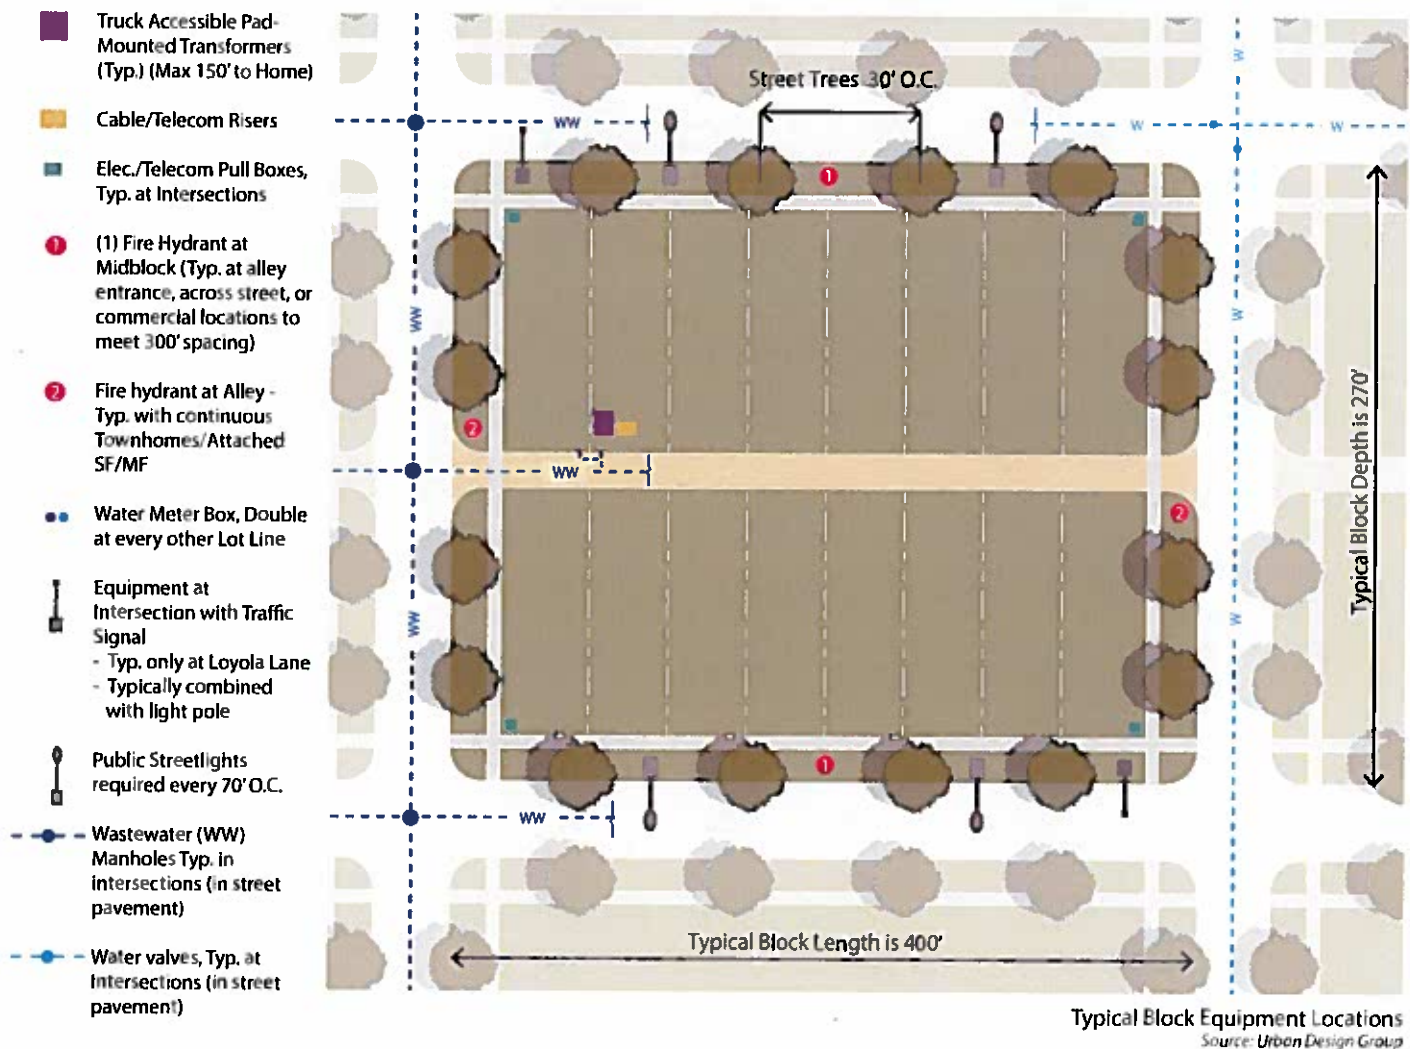 Truck Accessible Pad-
Mounted Transformers
(Typ.) (Max 150' to Home)
Cable/Telecom Risers
Elec./Telecom Pull Boxes,
Typ. at Intersections
1
(1) Fire Hydrant at
Midblock (Typ. at alley
entrance, across street, or
commercial locations to
meet 300' spacing)
2
Fire hydrant at Alley -
Typ. with continuous
Townhomes/Attached
SF/MF
Water Meter Box, Double
at every other Lot Line
Equipment at
Intersection with Traffic
Signal
- Typ. only at Loyola Lane
- Typically combined
with light pole
Public Streetlights
required every 70' O.C.
Wastewater (WW)
Manholes Typ. in
intersections (in street
pavement)
Water valves, Typ. at
Intersections (in street
pavement)
Street Trees 30' O.C.
WW
W
W
W
1
WW
W
2
WW
2
WW
W
1
WW
Typical Block Depth is 270'
Typical Block Length is 400'
Typical Block Equipment Locations
Source: Urban Design Group